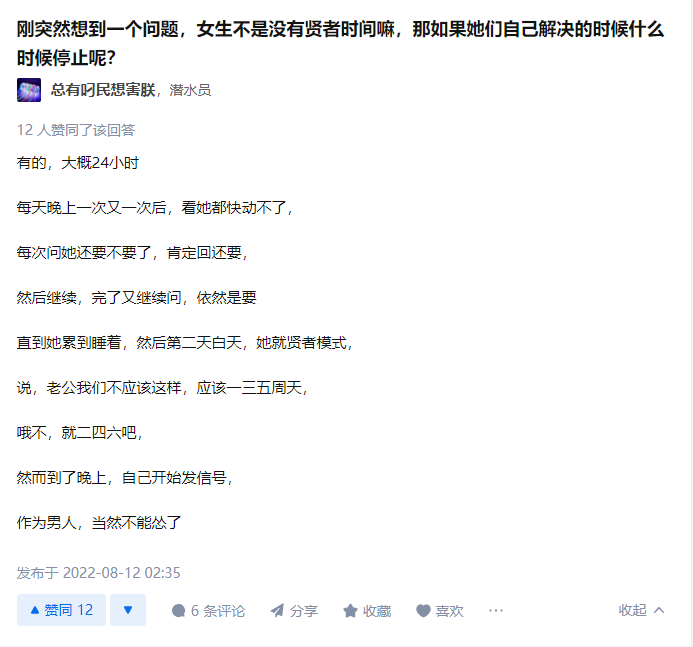 刚突然想到一个问题，女生不是没有贤者时间嘛，那如果她们自己解决的时候什么
时候停止呢？
总有叼民想害朕，潜水员
12 人赞同了该回答
有的，大概24小时
每天晚上一次又一次后，看她都快动不了，
每次问她还要不要了，肯定回还要，
然后继续，完了又继续问，依然是要
直到她累到睡着，然后第二天白天，她就贤者模式，
说，老公我们不应该这样，应该一三五周天，
哦不，就二四六吧，
然而到了晚上，自己开始发信号，
作为男人，当然不能怂了
发布于 2022-08-12 02:35
赞同 12 6 条评论 分享 收藏 喜欢 ··· 收起